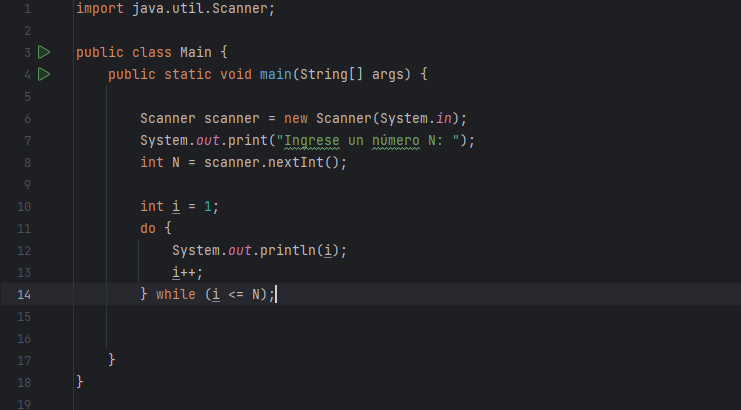 1 import java.util.Scanner;
2
3 public class Main {
4 public static void main(String[] args) {
5
6 Scanner scanner = new Scanner(System.in);
7 System.out.print("Ingrese un número N: ");
8 int N = scanner.nextInt();
9
10 int i = 1;
11 do {
12 System.out.println(i);
13 i++;
14 } while (i <= N);
15
16
17 }
18 }
19